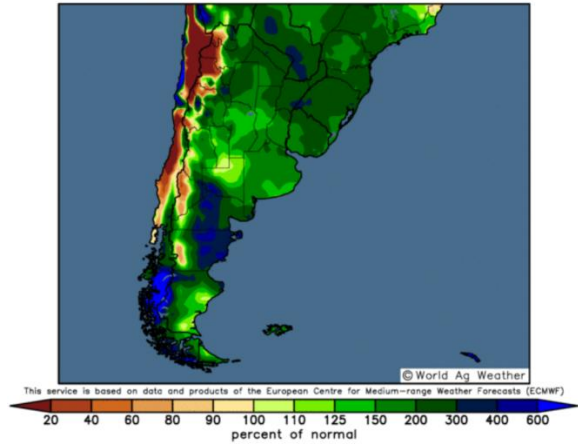 © World Ag Weather
This service is based on data and products of the European Centre for Medium-range Weather Forecasts (ECMWF)
20 40 60 80 90 100 110 125 150 200 300 400 600
percent of normal